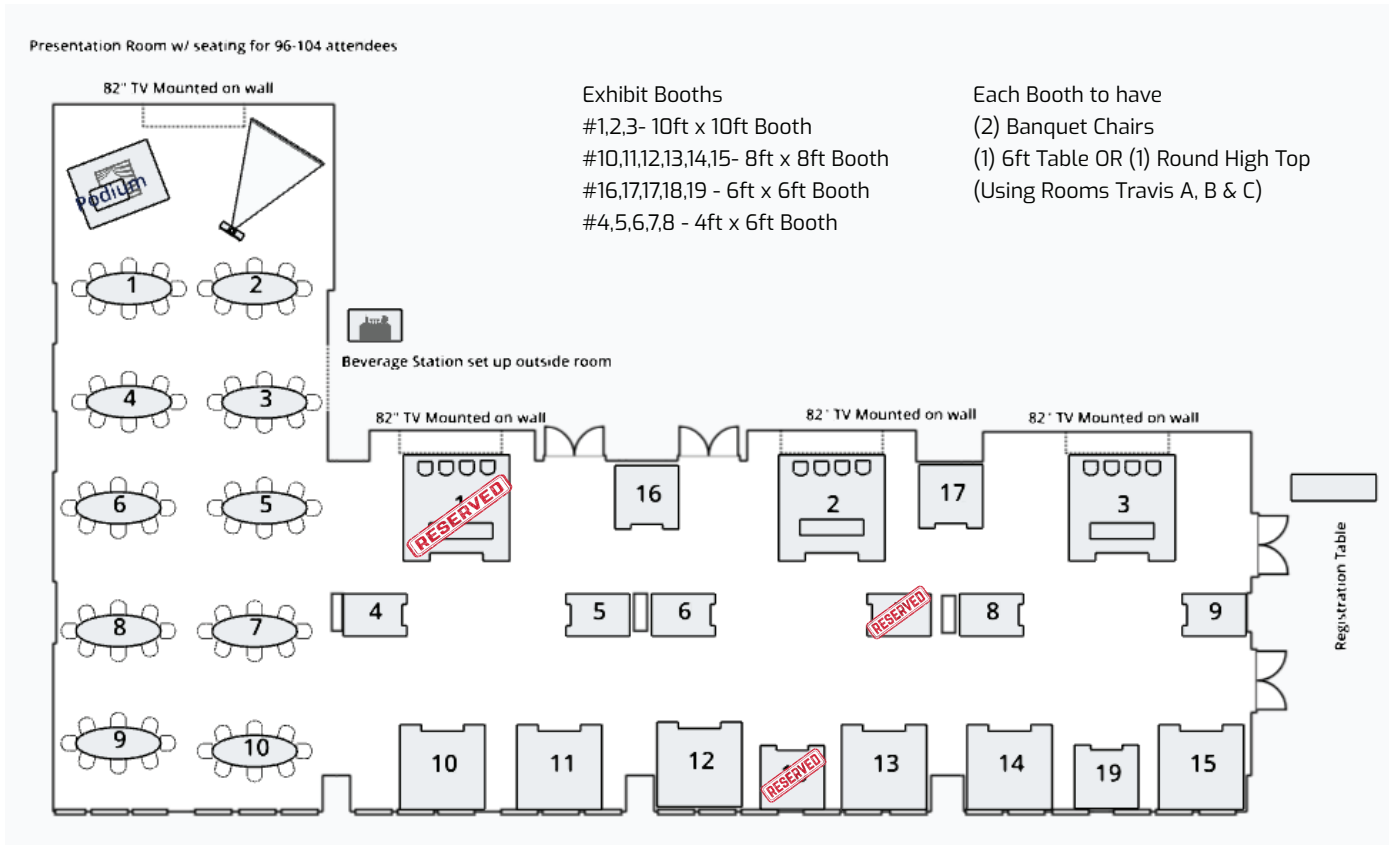 Presentation Room w/ seating for 96-104 attendees
82" TV Mounted on wall
Exhibit Booths
#1,2,3- 10ft x 10ft Booth
#10,11,12,13,14,15- 8ft x 8ft Booth
#16,17,17,18,19 - 6ft x 6ft Booth
#4,5,6,7,8 - 4ft x 6ft Booth
Each Booth to have
(2) Banquet Chairs
(1) 6ft Table OR (1) Round High Top
(Using Rooms Travis A, B & C)
Podium
1
2
Beverage Station set up outside room
4
3
82" TV Mounted on wall
82" TV Mounted on wall
82" TV Mounted on wall
6
5
RESERVED
16
2
17
3
Registration Table
8
7
4
5
6
RESERVED
8
9
9
10
10
11
12
RESERVED
13
14
19
15